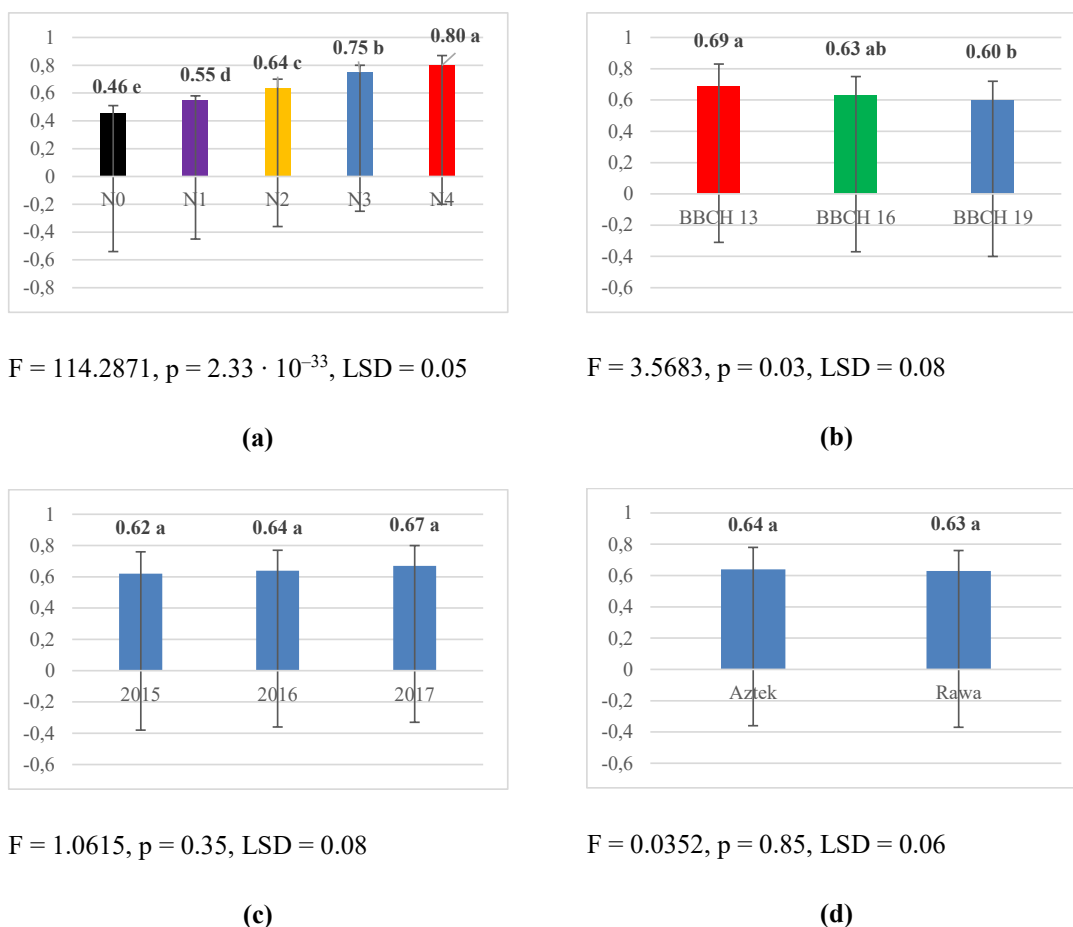 1
0,8
0,6
0,4
0,2
0
-0,2
-0,4
-0,6
-0,8
0.46 e
0.55 d
0.64 c
0.75 b
0.80 a
N0 N1 N2 N3 N4
F = 114.2871, p = 2.33 · 10⁻³³, LSD = 0.05
(a)
1
0,8
0,6
0,4
0,2
0
-0,2
-0,4
-0,6
0.69 a
0.63 ab
0.60 b
BBCH 13 BBCH 16 BBCH 19
F = 3.5683, p = 0.03, LSD = 0.08
(b)
1
0,8
0,6
0,4
0,2
0
-0,2
-0,4
-0,6
0.62 a 0.64 a 0.67 a
2015 2016 2017
F = 1.0615, p = 0.35, LSD = 0.08
(c)
1
0,8
0,6
0,4
0,2
0
-0,2
-0,4
-0,6
0.64 a 0.63 a
Aztek Rawa
F = 0.0352, p = 0.85, LSD = 0.06
(d)